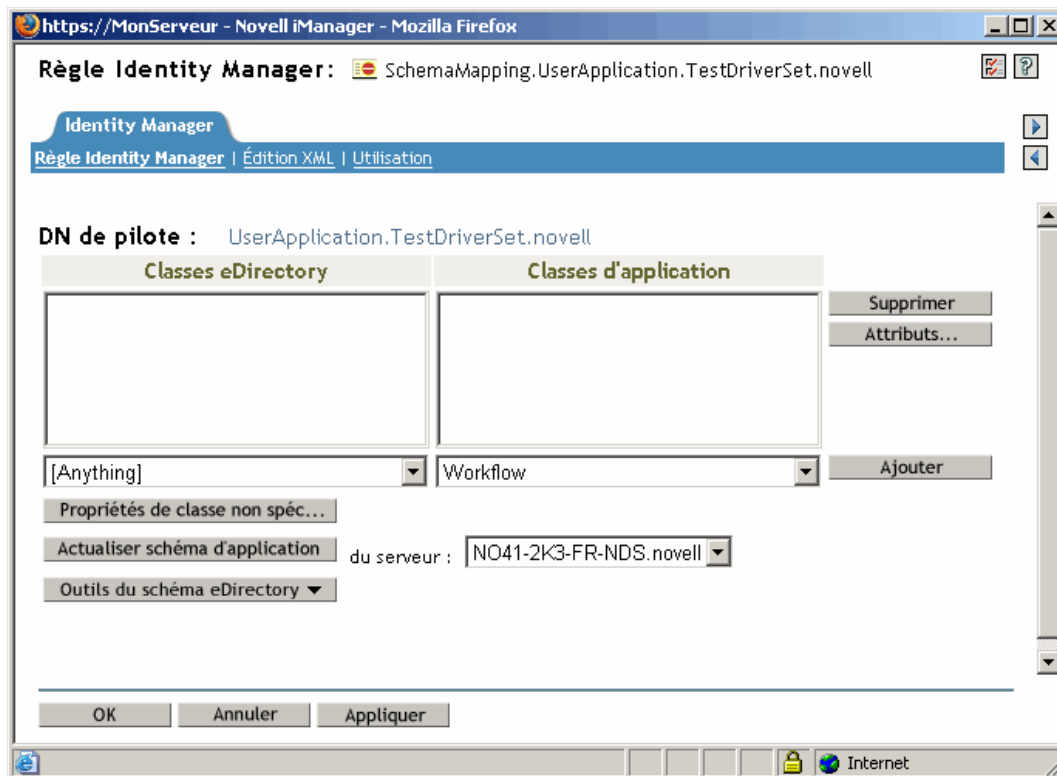 https://MonServeur - Novell iManager - Mozilla Firefox
Règle Identity Manager: SchemaMapping.UserApplication.TestDriverSet.novell
Identity Manager
Règle Identity Manager | Édition XML | Utilisation
DN de pilote : UserApplication.TestDriverSet.novell
Classes eDirectory Classes d'application
Supprimer
Attributs...
[Anything] Workflow Ajouter
Propriétés de classe non spéc...
Actualiser schéma d'application du serveur : NO41-2K3-FR-NDS.novell
Outils du schéma eDirectory
OK Annuler Appliquer
Internet